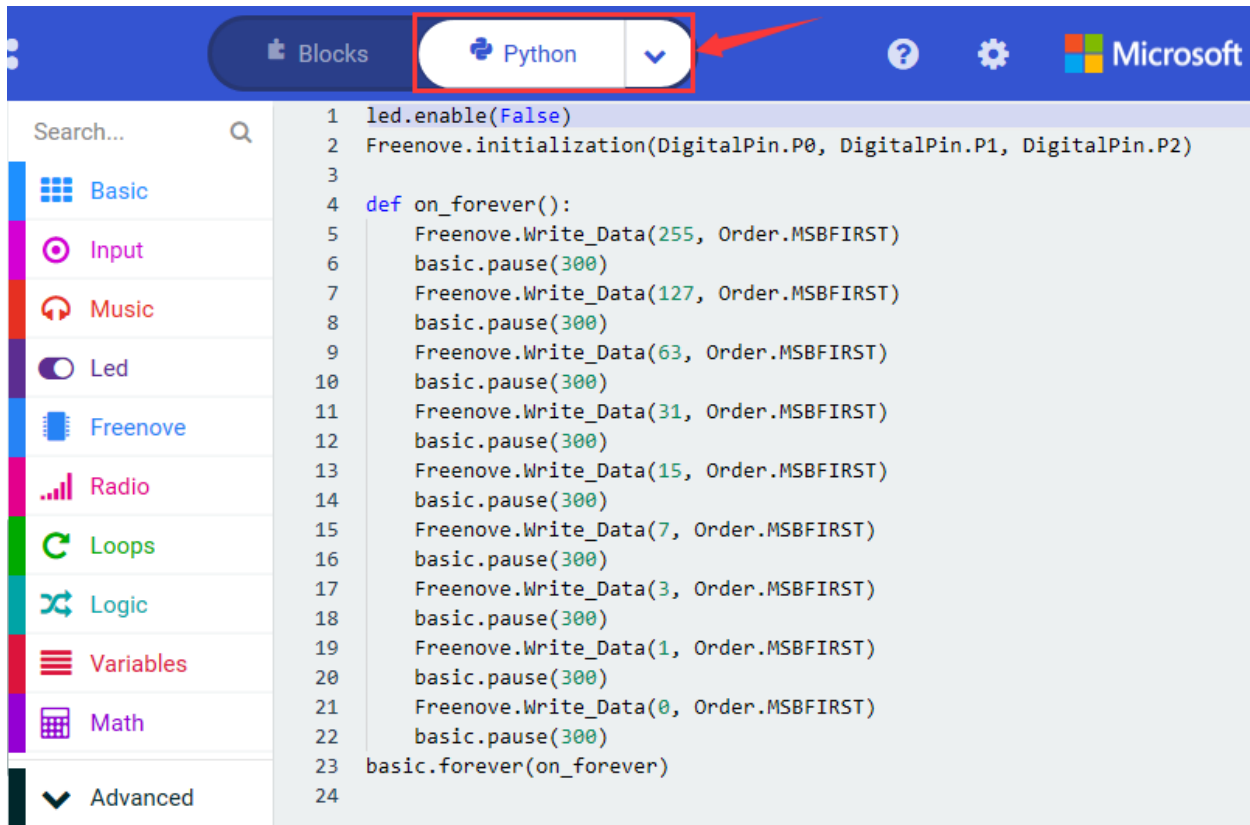 Blocks
Python
Microsoft
Search...
Basic
Input
Music
Led
Freenove
Radio
Loops
Logic
Variables
Math
Advanced
1 led.enable(False)
2 Freenove.initialization(DigitalPin.P0, DigitalPin.P1, DigitalPin.P2)
3
4 def on_forever():
5     Freenove.Write_Data(255, Order.MSBFIRST)
6     basic.pause(300)
7     Freenove.Write_Data(127, Order.MSBFIRST)
8     basic.pause(300)
9     Freenove.Write_Data(63, Order.MSBFIRST)
10     basic.pause(300)
11     Freenove.Write_Data(31, Order.MSBFIRST)
12     basic.pause(300)
13     Freenove.Write_Data(15, Order.MSBFIRST)
14     basic.pause(300)
15     Freenove.Write_Data(7, Order.MSBFIRST)
16     basic.pause(300)
17     Freenove.Write_Data(3, Order.MSBFIRST)
18     basic.pause(300)
19     Freenove.Write_Data(1, Order.MSBFIRST)
20     basic.pause(300)
21     Freenove.Write_Data(0, Order.MSBFIRST)
22     basic.pause(300)
23 basic.forever(on_forever)
24